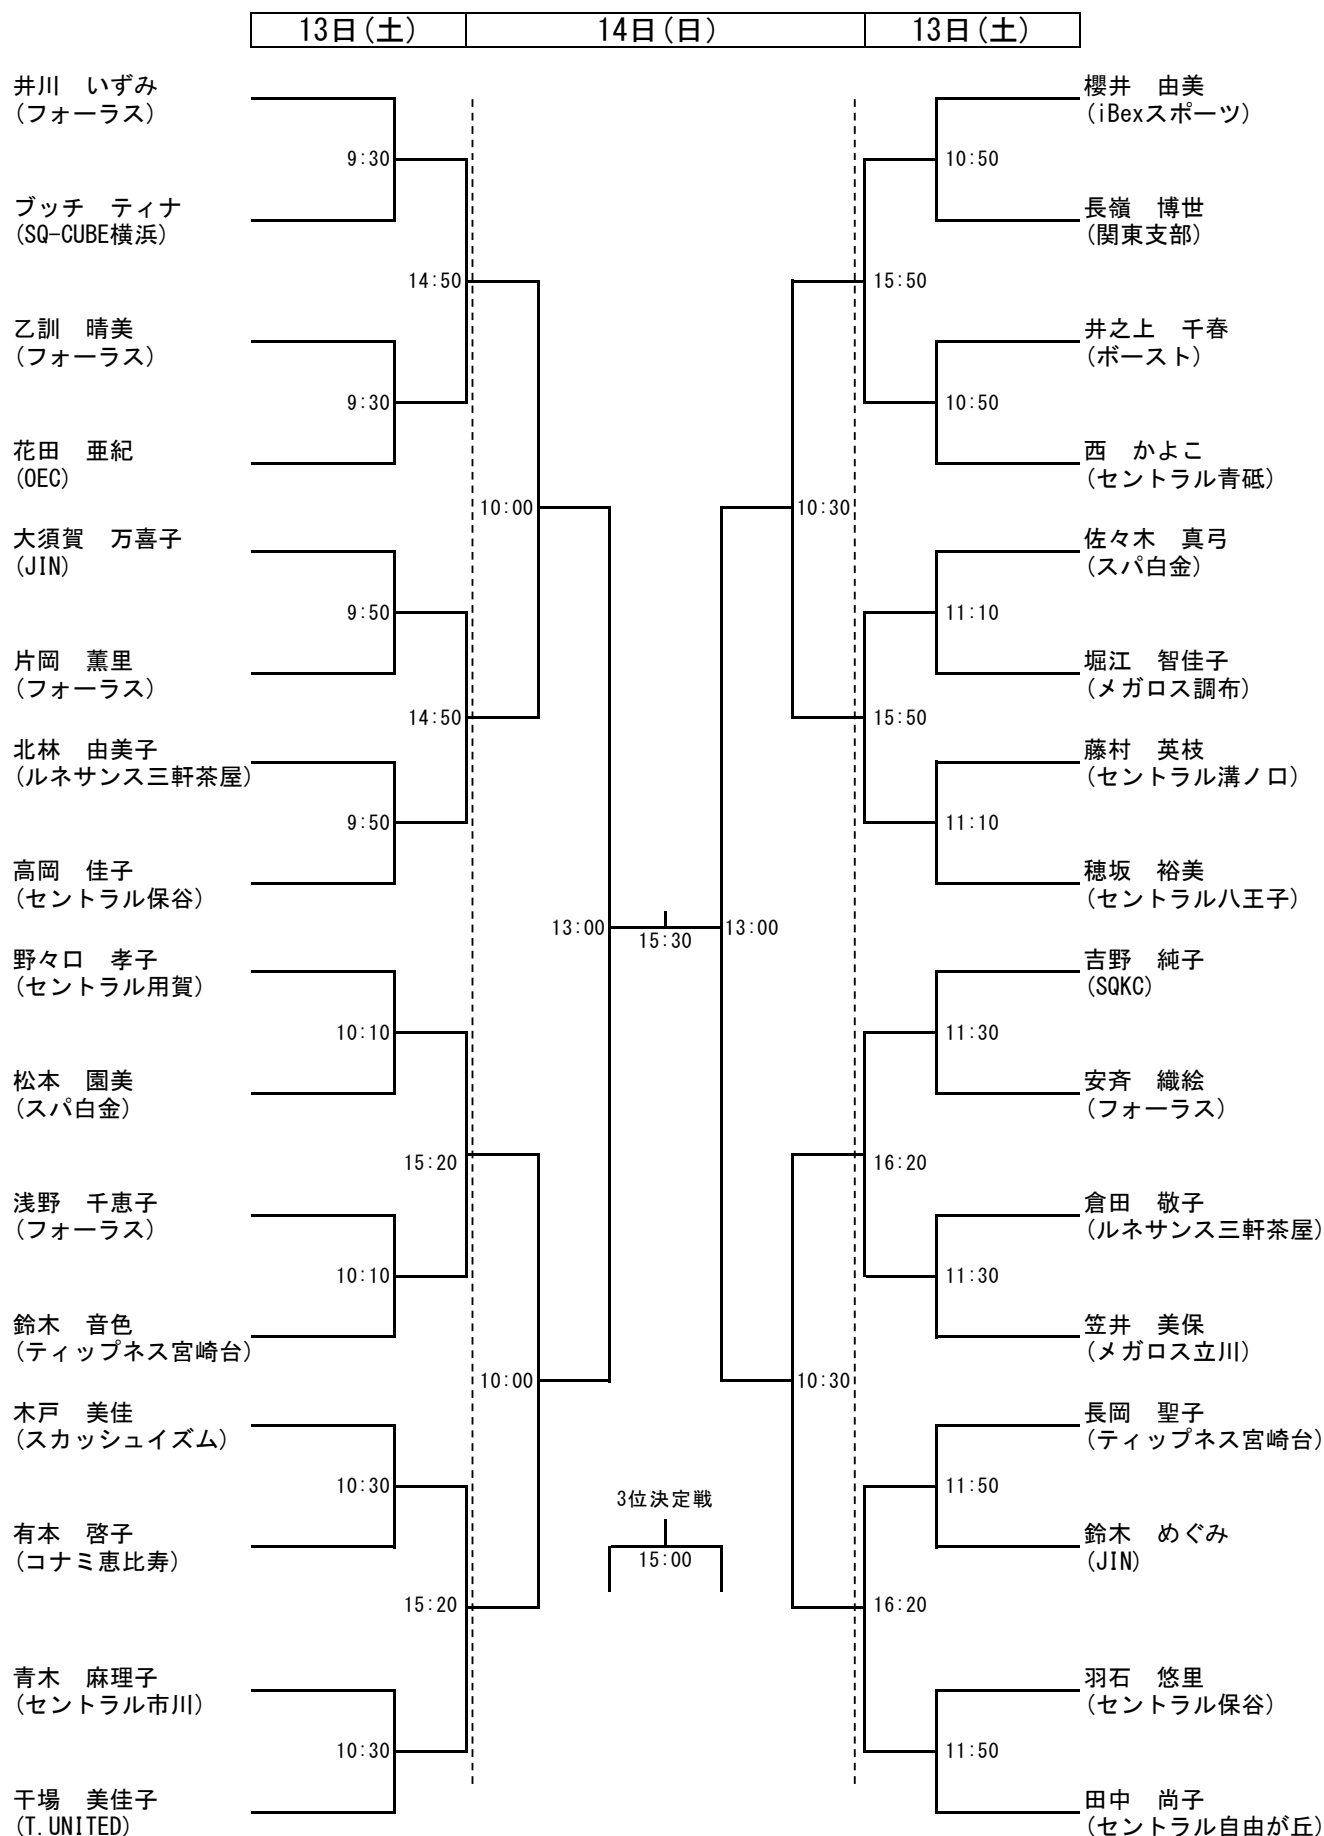 13日(土)
14日(日)
13日(土)
井川　いずみ
(フォーラス)
9:30
ブッチ　ティナ
(SQ-CUBE横浜)
14:50
乙訓　晴美
(フォーラス)
9:30
花田　亜紀
(OEC)
10:00
大須賀　万喜子
(JIN)
9:50
片岡　薫里
(フォーラス)
14:50
北林　由美子
(ルネサンス三軒茶屋)
9:50
高岡　佳子
(セントラル保谷)
13:00
野々口　孝子
(セントラル用賀)
10:10
松本　園美
(スパ白金)
15:20
浅野　千恵子
(フォーラス)
10:10
鈴木　音色
(ティップネス宮崎台)
10:00
木戸　美佳
(スカッシュイズム)
10:30
有本　啓子
(コナミ恵比寿)
15:20
青木　麻理子
(セントラル市川)
10:30
干場　美佳子
(T.UNITED)
15:30
3位決定戦
15:00
櫻井　由美
(iBexスポーツ)
10:50
長嶺　博世
(関東支部)
15:50
井之上　千春
(ボースト)
10:50
西　かよこ
(セントラル青砥)
10:30
佐々木　真弓
(スパ白金)
11:10
堀江　智佳子
(メガロス調布)
15:50
藤村　英枝
(セントラル溝ノ口)
11:10
穂坂　裕美
(セントラル八王子)
13:00
吉野　純子
(SQKC)
11:30
安斉　織絵
(フォーラス)
16:20
倉田　敬子
(ルネサンス三軒茶屋)
11:30
笠井　美保
(メガロス立川)
10:30
長岡　聖子
(ティップネス宮崎台)
11:50
鈴木　めぐみ
(JIN)
16:20
羽石　悠里
(セントラル保谷)
11:50
田中　尚子
(セントラル自由が丘)